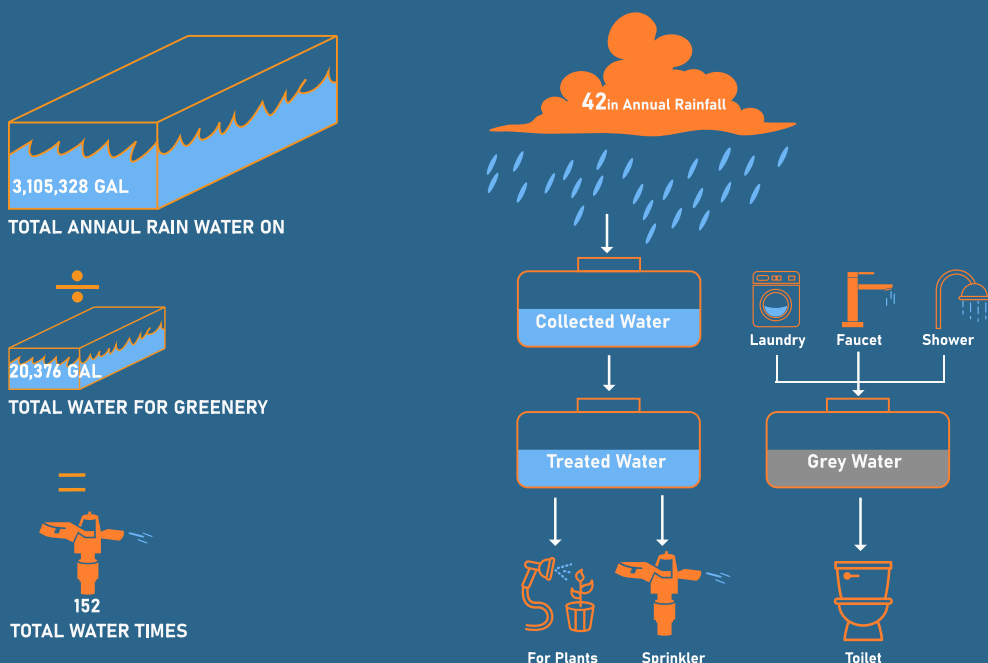 3,105,328 GAL
TOTAL ANNAUL RAIN WATER ON
20,376 GAL
TOTAL WATER FOR GREENERY
152
TOTAL WATER TIMES
42in Annual Rainfall
Collected Water
Laundry Faucet Shower
Treated Water
Grey Water
For Plants Sprinkler Toilet